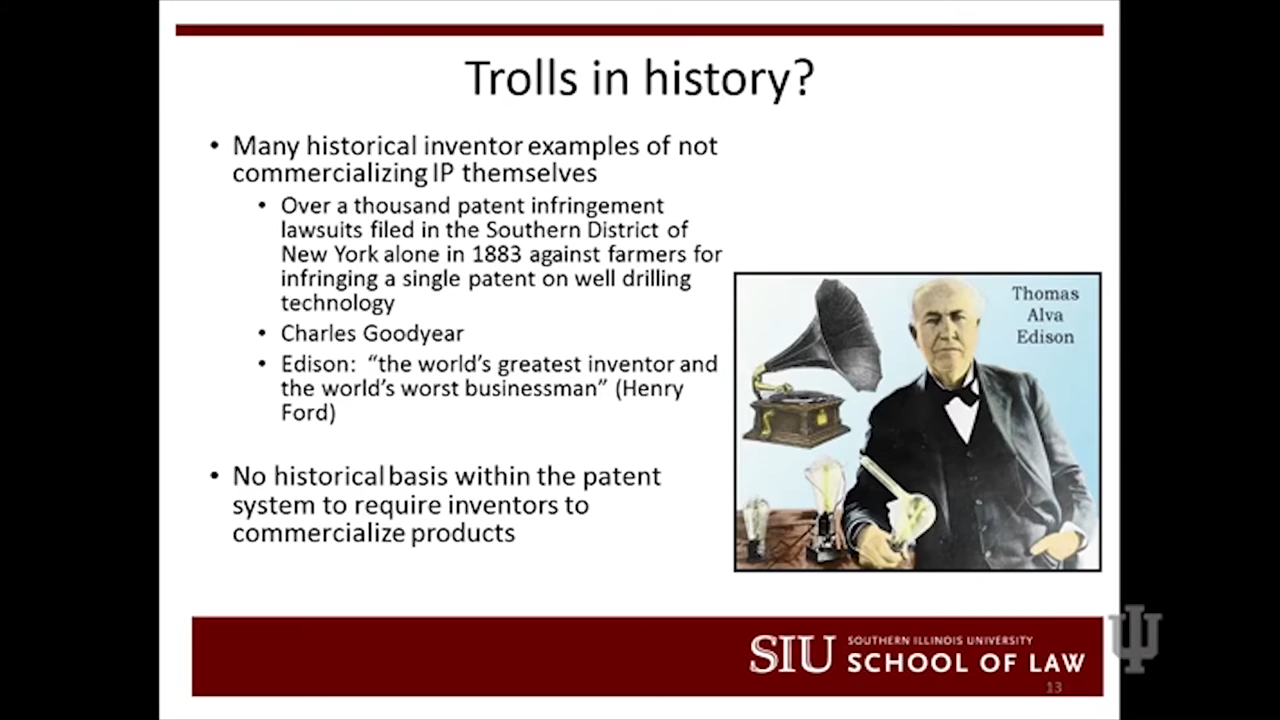 Trolls in history?
• Many historical inventor examples of not
commercializing IP themselves
• Over a thousand patent infringement
lawsuits filed in the Southern District of
New York alone in 1883 against farmers for
infringing a single patent on well drilling
technology
• Charles Goodyear
• Edison: “the world’s greatest inventor and
the world’s worst businessman” (Henry
Ford)
• No historical basis within the patent
system to require inventors to
commercialize products
Thomas
Alva
Edison
SIU SOUTHERN ILLINOIS UNIVERSITY
SCHOOL OF LAW
13